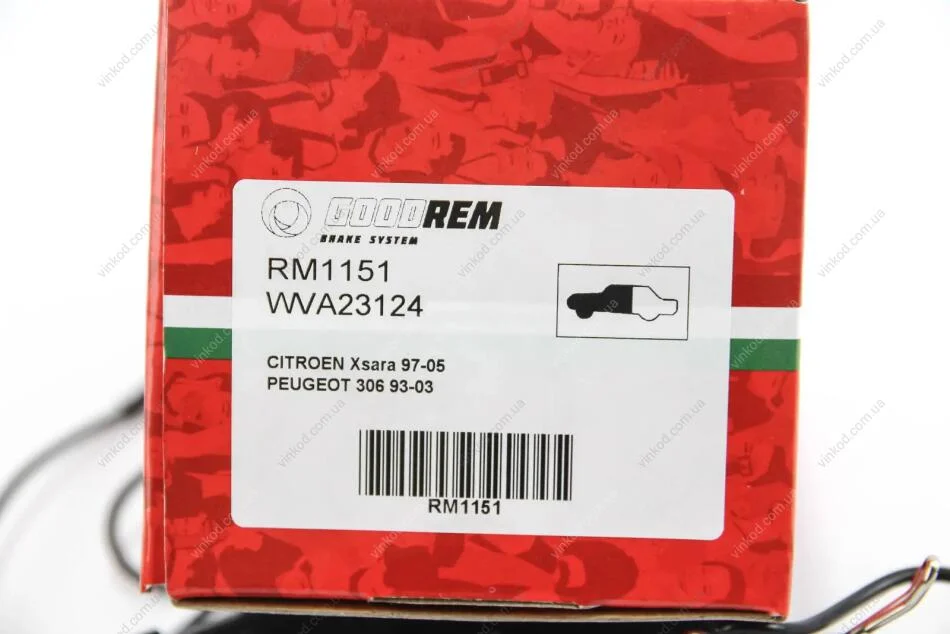 GOODREM
BRAKE SYSTEM
RM1151
WVA23124
CITROEN Xsara 97-05
PEUGEOT 306 93-03
RM1151
vinkod.com.ua